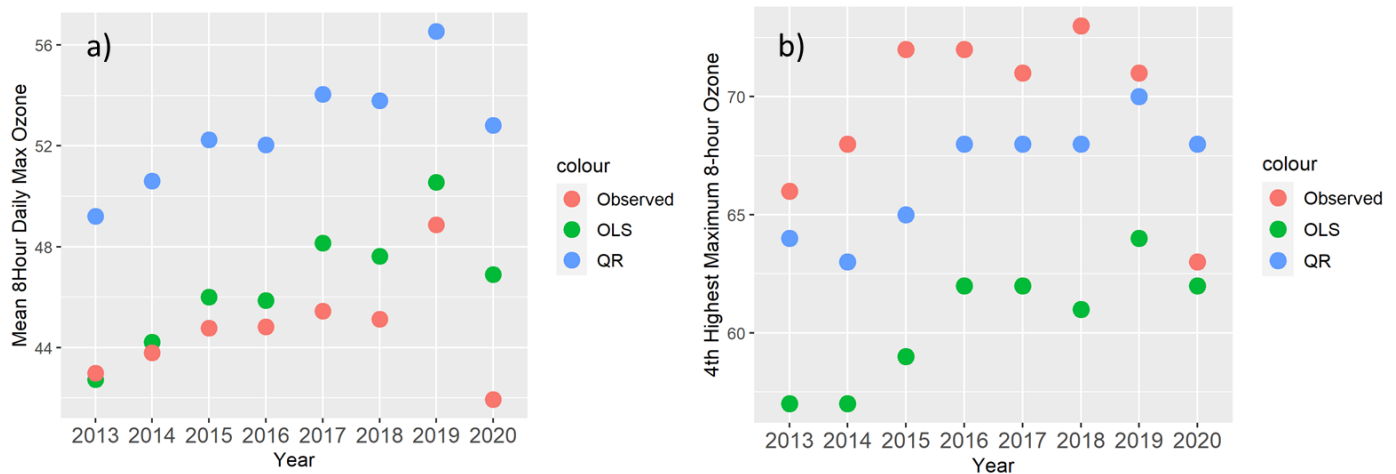 a)
Mean 8Hour Daily Max Ozone
56
52
48
44
2013 2014 2015 2016 2017 2018 2019 2020
Year
colour
Observed
OLS
QR
b)
4th Highest Maximum 8-hour Ozone
70
65
60
2013 2014 2015 2016 2017 2018 2019 2020
Year
colour
Observed
OLS
QR